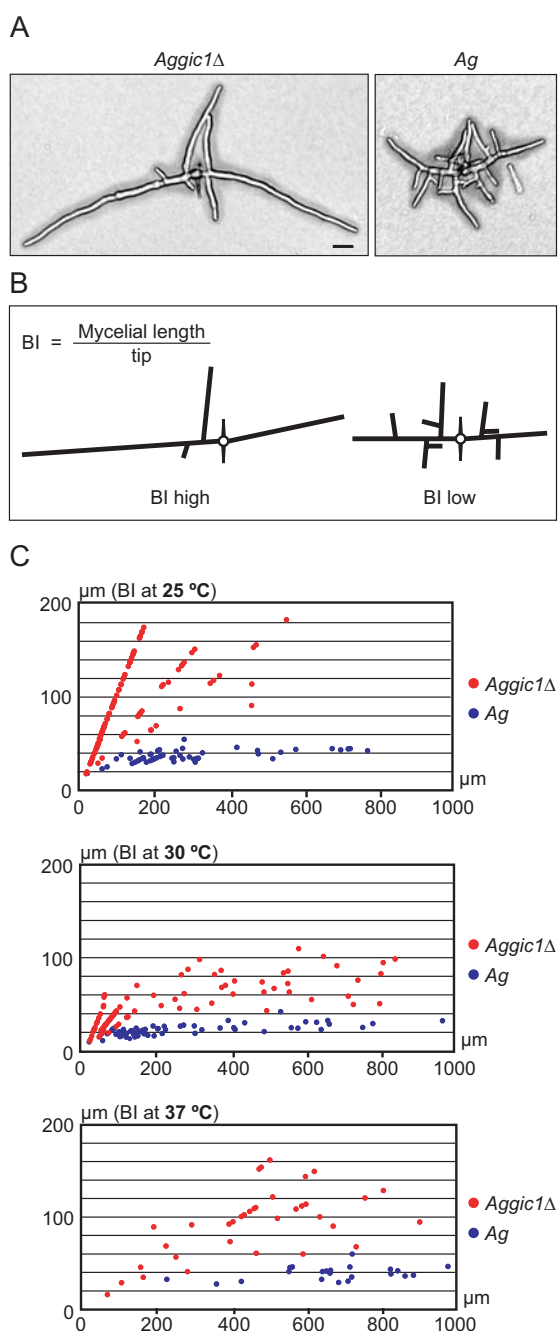 A
Aggic1Δ
Ag
B
BI = Mycelial length
tip
BI high
BI low
C
µm (BI at 25 ºC)
200
100
0
0
200
400
600
800
1000
µm
Aggic1Δ
Ag
µm (BI at 30 ºC)
200
100
0
0
200
400
600
800
1000
µm
Aggic1Δ
Ag
µm (BI at 37 ºC)
200
100
0
0
200
400
600
800
1000
µm
Aggic1Δ
Ag